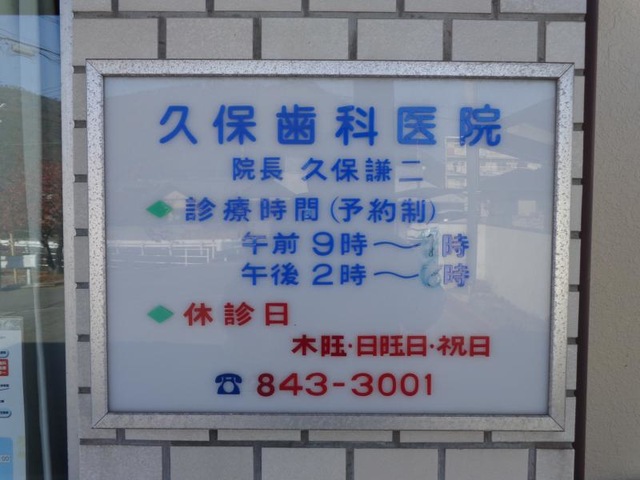 久保歯科医院
院長 久保謙二
◆診療時間(予約制)
午前9時〜1時
午後2時〜6時
◆休診日
木旺・日旺日・祝日
☎843-3001